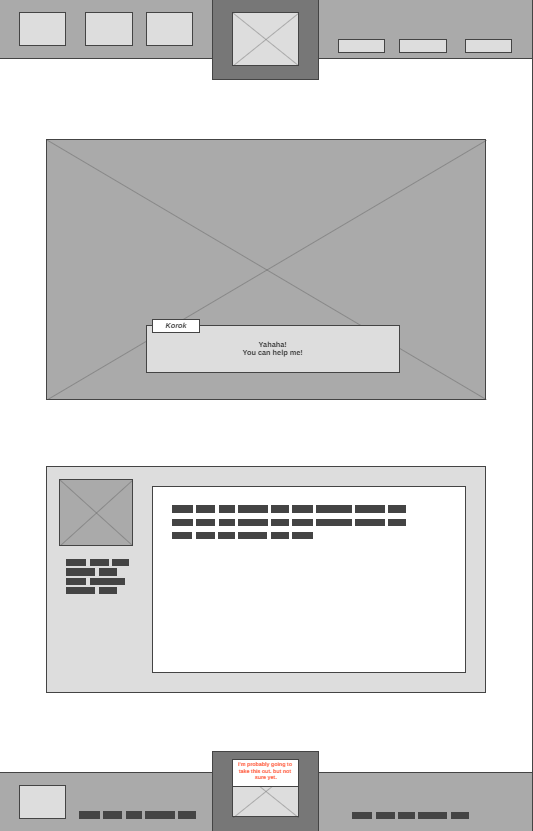 Korok
Yahaha!
You can help me!
I'm probably going to
take this out, but not
sure yet.